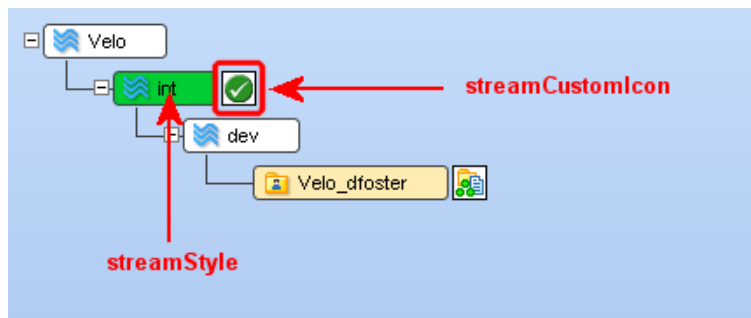 Velo
int
streamCustomIcon
dev
Velo_dfoster
streamStyle